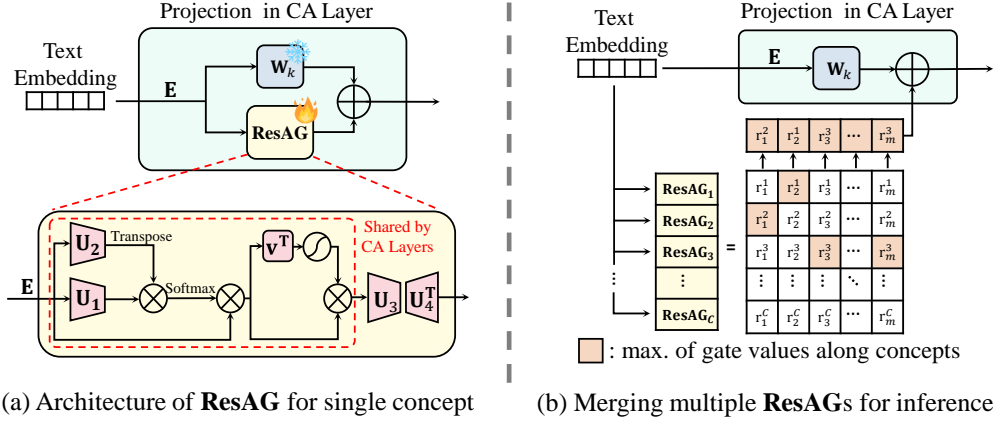 Projection in CA Layer
Text
Embedding
E
W_k
ResAG
Shared by
CA Layers
U_2
Transpose
v^T
E
U_1
Softmax
U_3
U_4^T
(a) Architecture of ResAG for single concept
Projection in CA Layer
Text
Embedding
E
W_k
r_1^2 r_2^1 r_3^3 ... r_m^3
ResAG_1
ResAG_2
ResAG_3
⋮
ResAG_C
⋮
=
r_1^1 r_2^1 r_3^1 ... r_m^1
r_1^2 r_2^2 r_3^2 ... r_m^2
r_1^3 r_2^3 r_3^3 ... r_m^3
⋮ ⋮ ⋮ ⋱ ⋮
r_1^C r_2^C r_3^C ... r_m^C
: max. of gate values along concepts
(b) Merging multiple ResAGs for inference